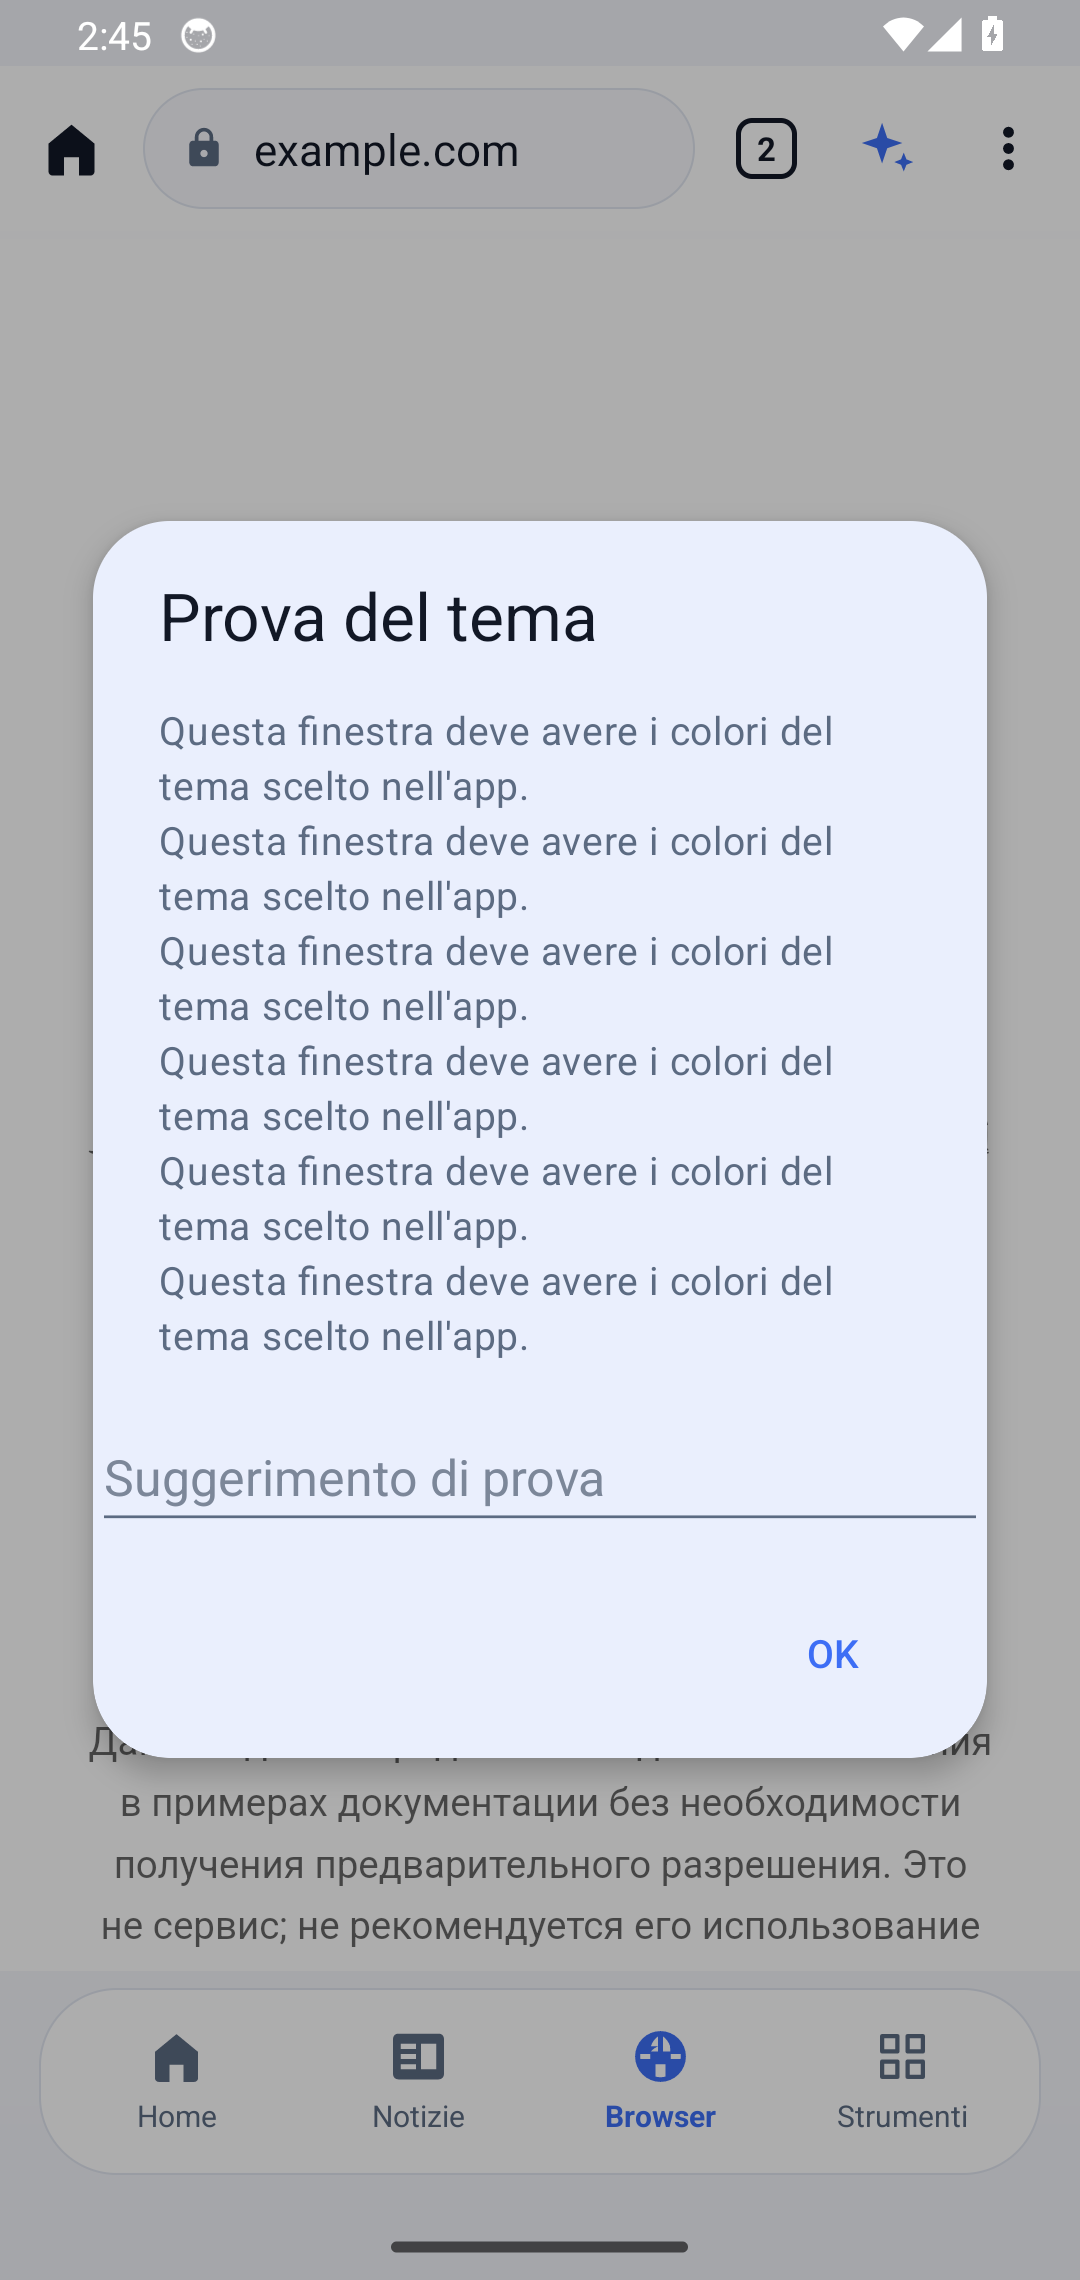 2:45
example.com
2
Prova del tema
Questa finestra deve avere i colori del
tema scelto nell'app.
Questa finestra deve avere i colori del
tema scelto nell'app.
Questa finestra deve avere i colori del
tema scelto nell'app.
Questa finestra deve avere i colori del
tema scelto nell'app.
Questa finestra deve avere i colori del
tema scelto nell'app.
Questa finestra deve avere i colori del
tema scelto nell'app.
Suggerimento di prova
OK
в примерах документации без необходимости
получения предварительного разрешения. Это
не сервис; не рекомендуется его использование
Home
Notizie
Browser
Strumenti